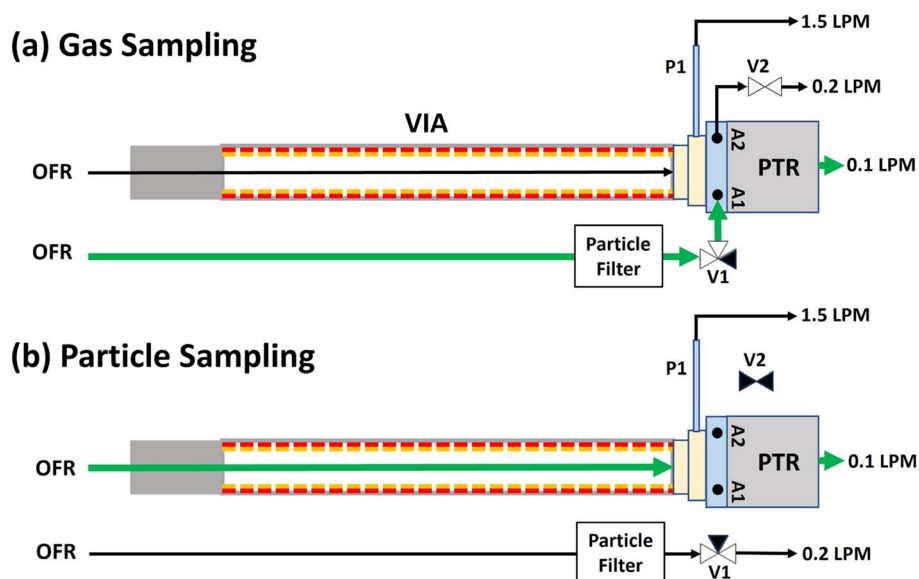 (a) Gas Sampling
1.5 LPM
P1
V2
0.2 LPM
VIA
OFR
A2
A1
PTR
0.1 LPM
OFR
Particle
Filter
V1
(b) Particle Sampling
1.5 LPM
P1
V2
OFR
A2
A1
PTR
0.1 LPM
OFR
Particle
Filter
V1
0.2 LPM